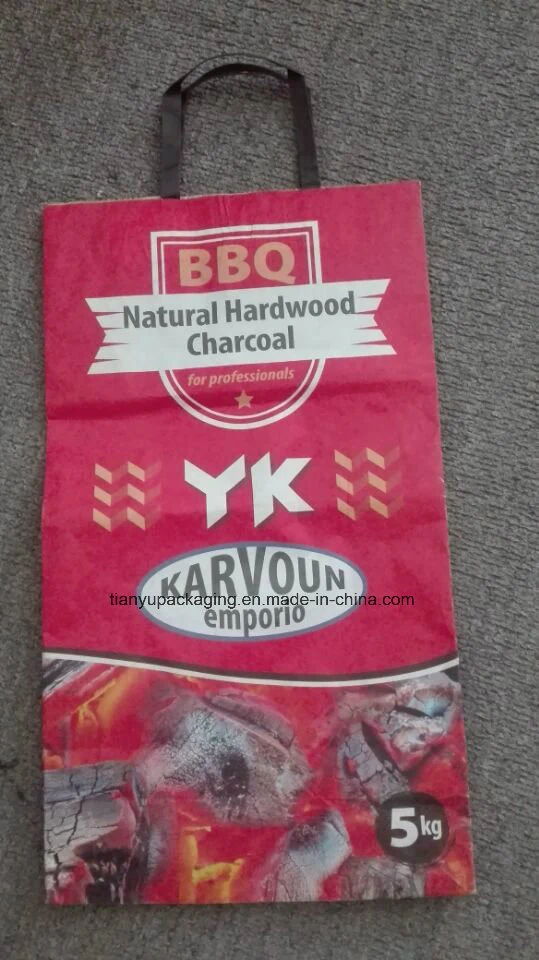 BBQ
Natural Hardwood
Charcoal
for professionals
YK
KARVOUN
tianyupackaging.en.made-in-china.com
emporio
5kg